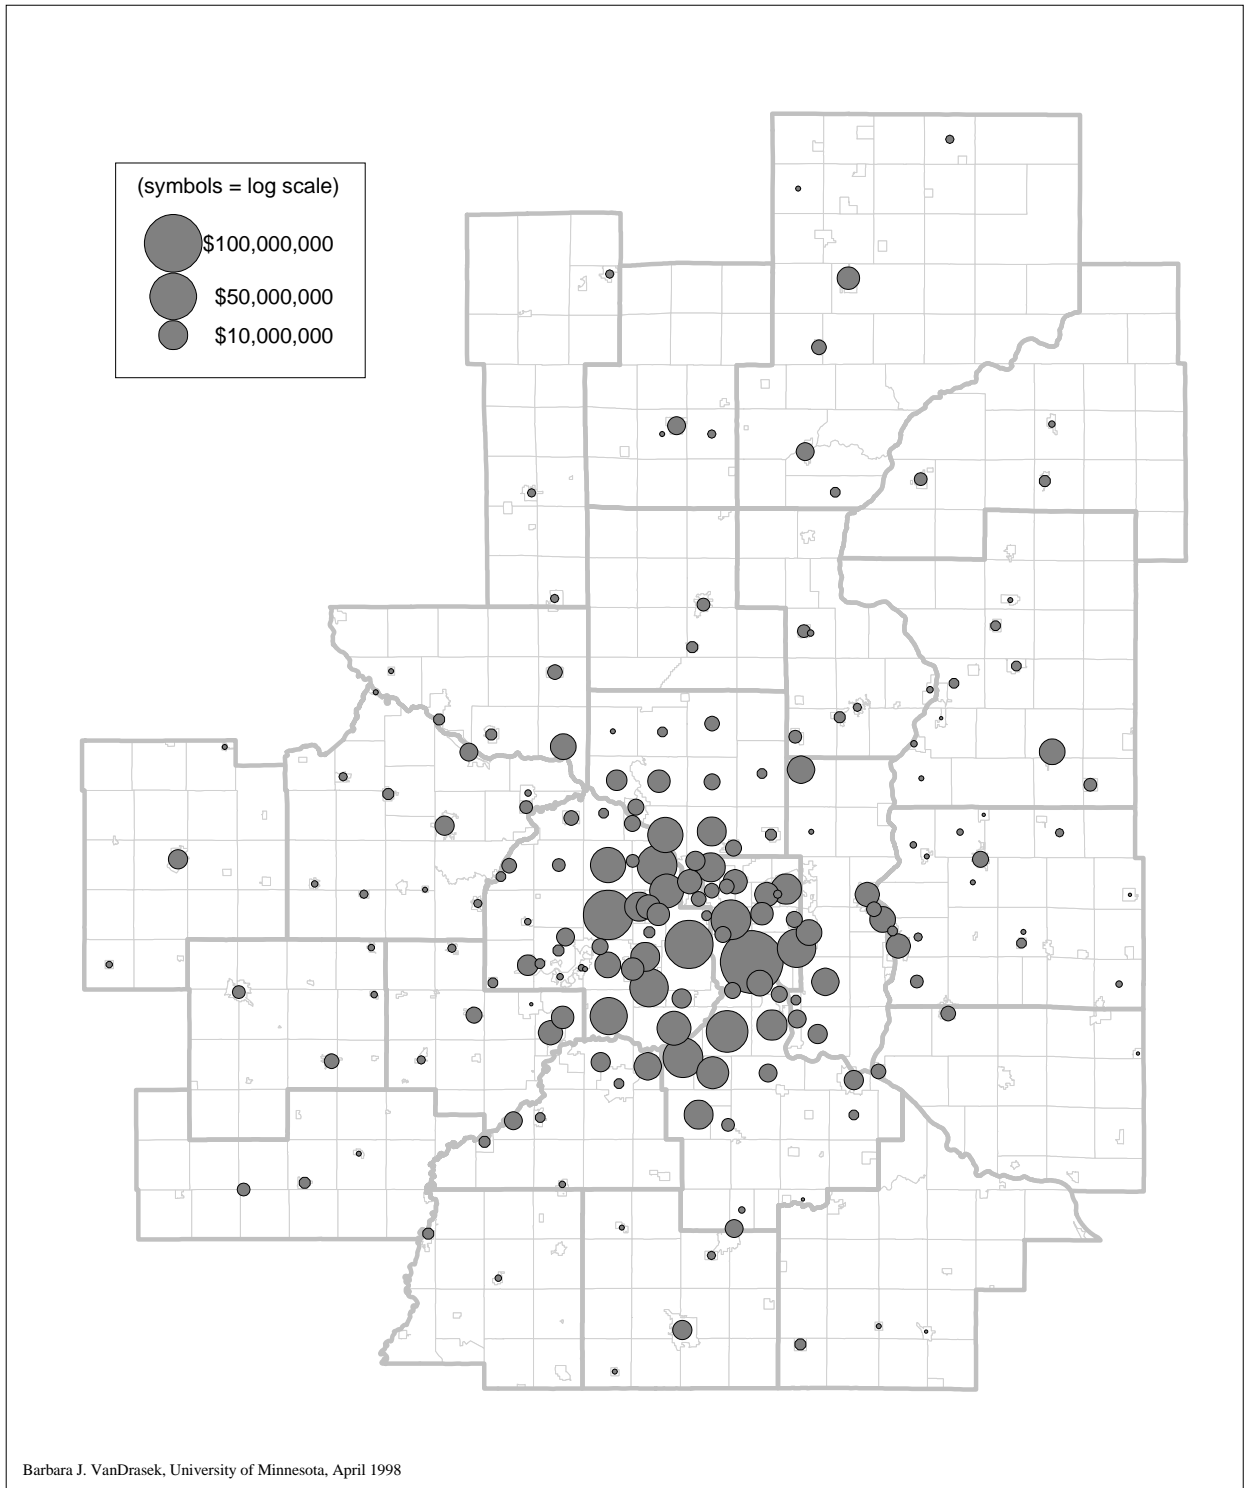 (symbols = log scale)
$100,000,000
$50,000,000
$10,000,000
Barbara J. VanDrasek, University of Minnesota, April 1998